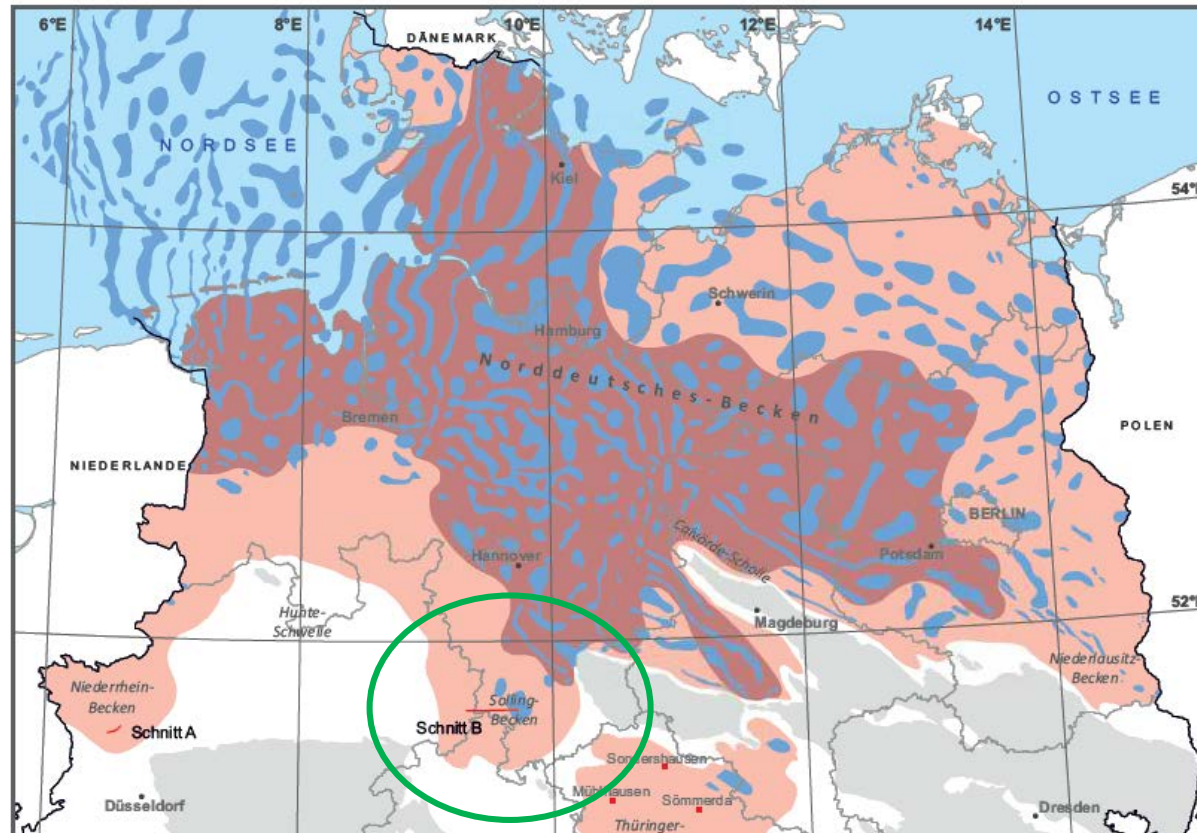 6°E
8°E
10°E
12°E
14°E
DÄNEMARK
OSTSEE
NORDSEE
Kiel
54°
Schwerin
Hamburg
Norddeutsches-Becken
Bremen
POLEN
NIEDERLANDE
BERLIN
Hannover
Calvörde-Scholle
Potsdam
Hunte-
Schwelle
Magdeburg
52°
Niederrhein-
Becken
Solling-
Becken
Niederlausitz-
Becken
Schnitt A
Schnitt B
Sondershausen
Mühlhausen
Sömmerda
Düsseldorf
Thüringer-
Dresden